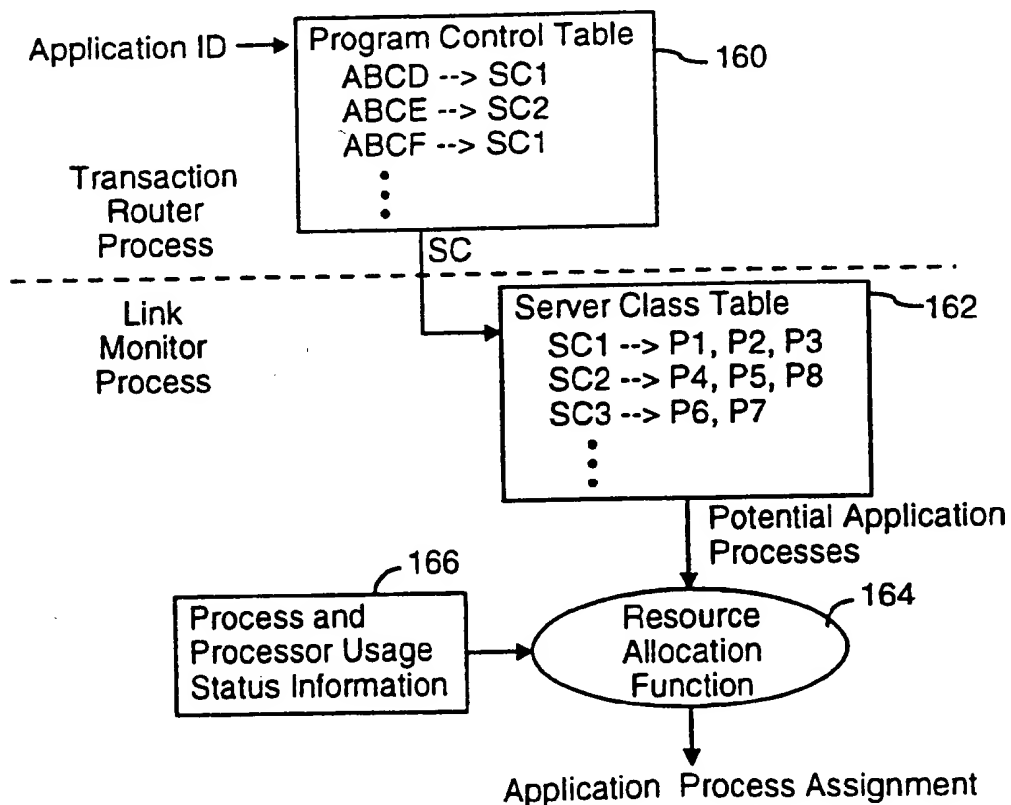 Application ID
Program Control Table
160
ABCD --> SC1
ABCE --> SC2
ABCF --> SC1
Transaction
Router
Process
SC
Link
Monitor
Process
Server Class Table
162
SC1 --> P1, P2, P3
SC2 --> P4, P5, P8
SC3 --> P6, P7
Potential Application
Processes
166
Process and
Processor Usage
Status Information
164
Resource
Allocation
Function
Application Process Assignment